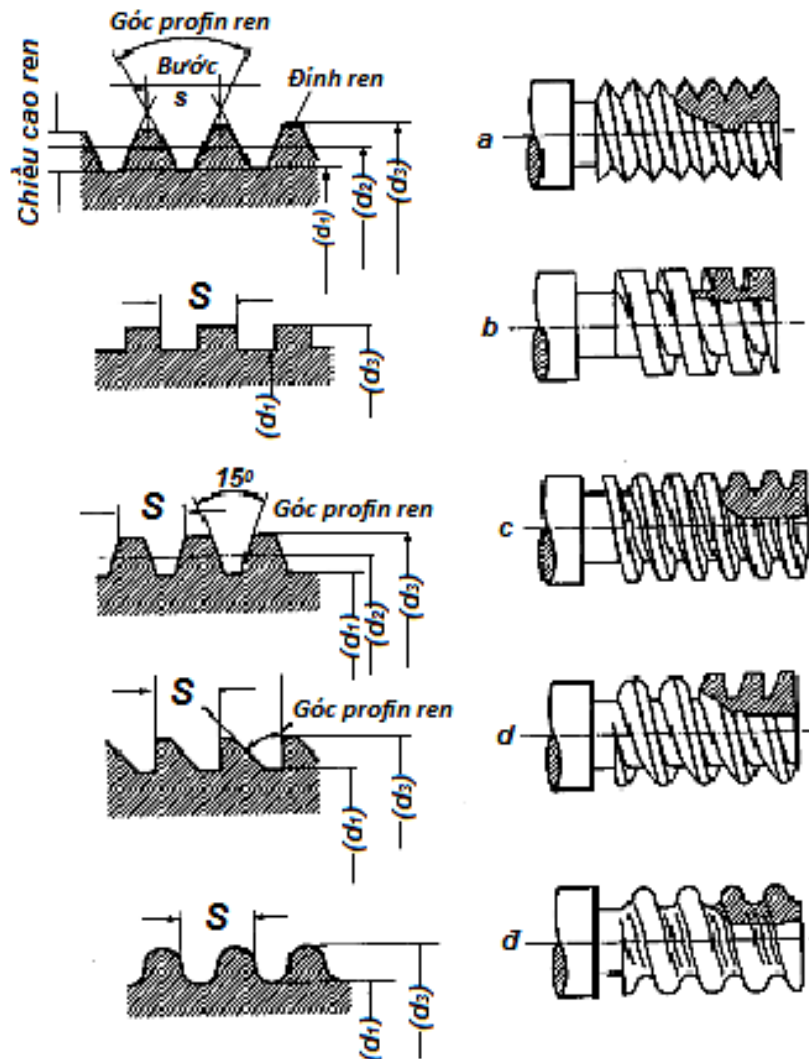 Góc profin ren
Bước
s
Đỉnh ren
Chiều cao ren
(d1)
(d2)
(d3)
a
S
(d1)
(d3)
b
15⁰
S
Góc profin ren
(d1)
(d2)
(d3)
c
S
Góc profin ren
(d1)
(d3)
d
S
(d1)
(d3)
đ